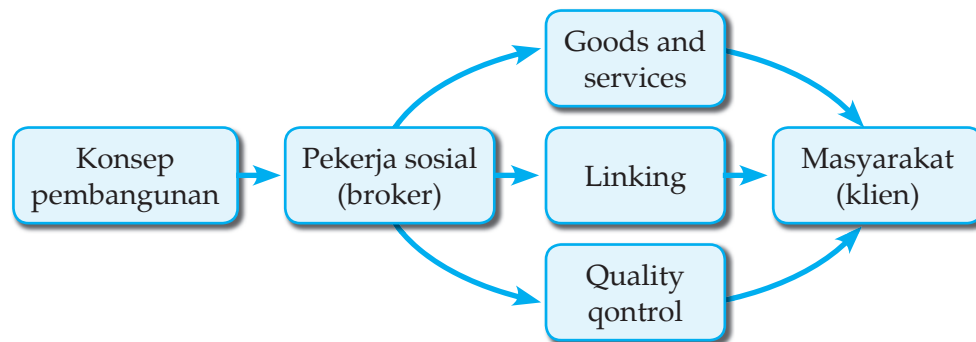 Konsep
pembangunan
Pekerja sosial
(broker)
Goods and
services
Linking
Quality
qontrol
Masyarakat
(klien)